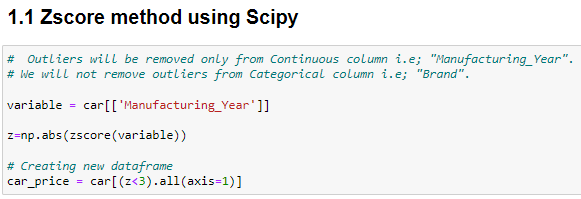 1.1 Zscore method using Scipy
#  Outliers will be removed only from Continuous column i.e; "Manufacturing_Year".
# We will not remove outliers from Categorical column i.e; "Brand".
variable = car[['Manufacturing_Year']]
z=np.abs(zscore(variable))
# Creating new dataframe
car_price = car[(z<3).all(axis=1)]